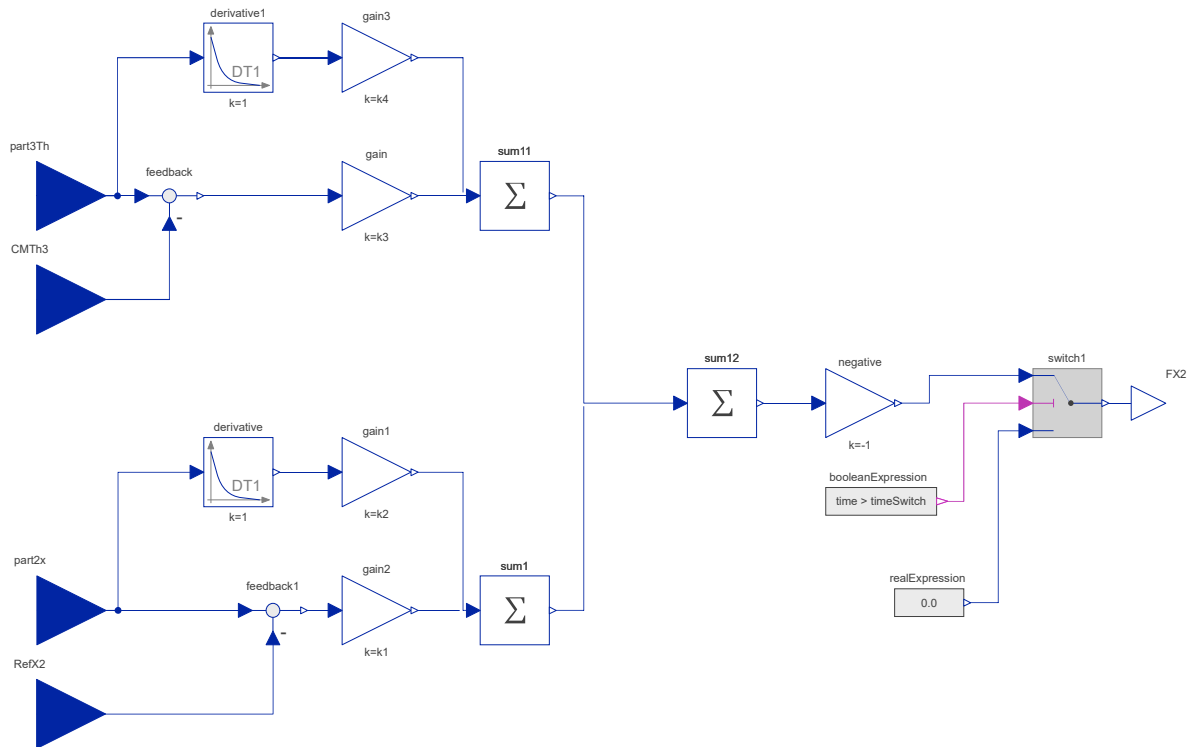 gain3
derivative1
DT1
k=k4
k=1
part3Th
feedback
gain
sum11
-
Σ
k=k3
CMTh3
sum12
negative
switch1
FX2
Σ
k=-1
derivative
gain1
DT1
k=k2
k=1
booleanExpression
time > timeSwitch
part2x
feedback1
gain2
sum1
realExpression
0.0
Σ
-
k=k1
RefX2